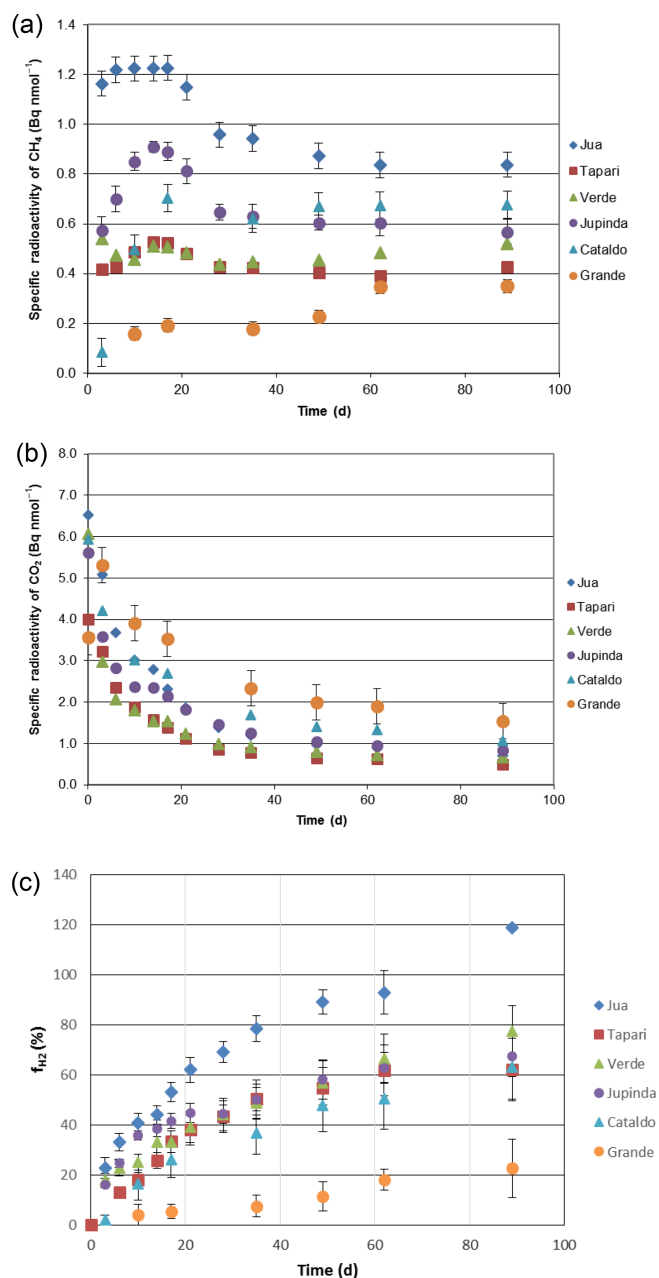 (a)
Specific radioactivity of CH₄ (Bq nmol⁻¹)
1.4
1.2
1.0
0.8
0.6
0.4
0.2
0.0
0 20 40 60 80 100
Time (d)
Jua
Tapari
Verde
Jupinda
Cataldo
Grande
(b)
Specific radioactivity of CO₂ (Bq nmol⁻¹)
8.0
7.0
6.0
5.0
4.0
3.0
2.0
1.0
0.0
0 20 40 60 80 100
Time (d)
Jua
Tapari
Verde
Jupinda
Cataldo
Grande
(c)
f_H2 (%)
140
120
100
80
60
40
20
0
0 20 40 60 80 100
Time (d)
Jua
Tapari
Verde
Jupinda
Cataldo
Grande